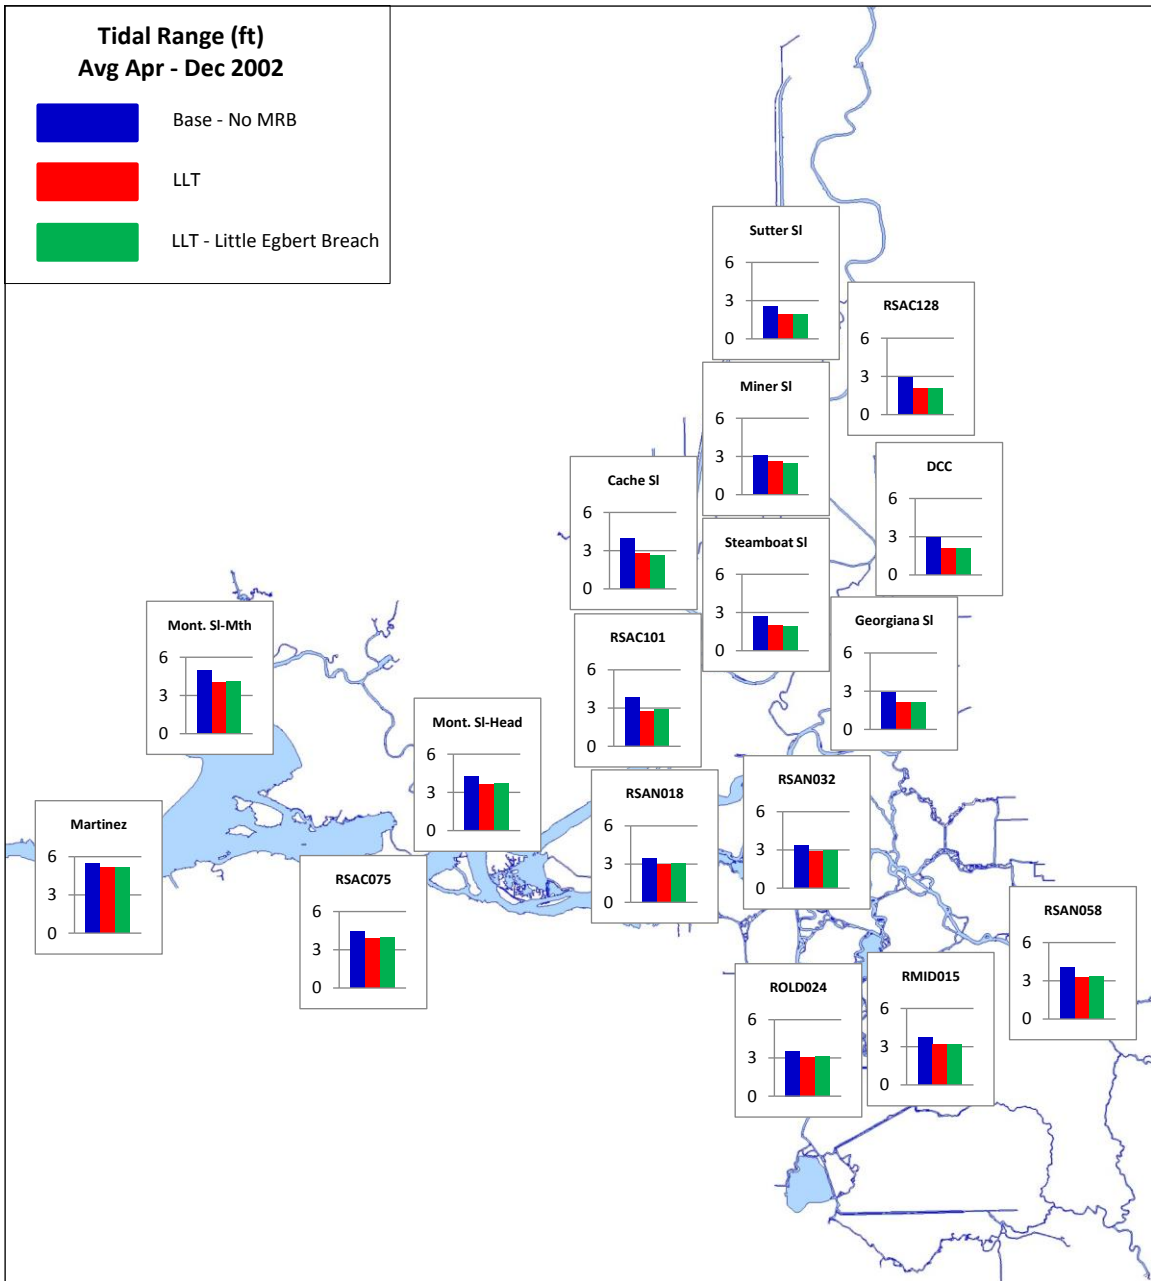 Tidal Range (ft)
Avg Apr - Dec 2002
Base - No MRB
LLT
LLT - Little Egbert Breach
Sutter Sl
6
3
0
RSAC128
6
3
0
Miner Sl
6
3
0
DCC
6
3
0
Cache Sl
6
3
0
Steamboat Sl
6
3
0
Georgiana Sl
6
3
0
Mont. Sl-Mth
6
3
0
RSAC101
6
3
0
Mont. Sl-Head
6
3
0
RSAN018
6
3
0
RSAN032
6
3
0
Martinez
6
3
0
RSAC075
6
3
0
RSAN058
6
3
0
ROLD024
6
3
0
RMID015
6
3
0